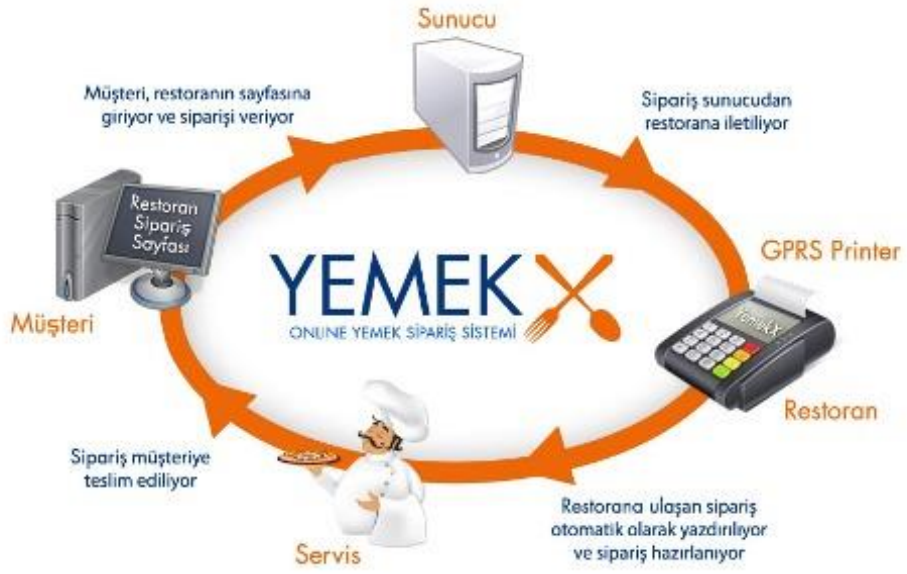 Sunucu
Müşteri, restoranın sayfasına
giriyor ve siparişi veriyor
Sipariş sunucudan
restorana iletiliyor
Restoran
Sipariş
Sayfası
Müşteri
GPRS Printer
YemekX
Restoran
YEMEK X
ONLINE YEMEK SİPARİŞ SİSTEMİ
Sipariş müşteriye
teslim ediliyor
Servis
Restorana ulaşan sipariş
otomatik olarak yazdırılıyor
ve sipariş hazırlanıyor